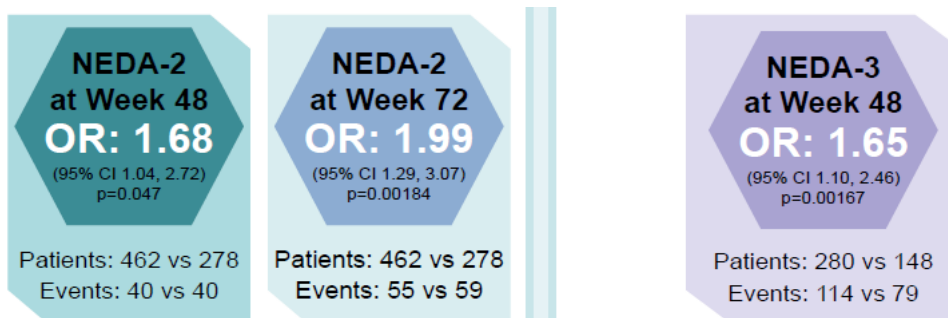 NEDA-2
at Week 48
OR: 1.68
(95% CI 1.04, 2.72)
p=0.047
Patients: 462 vs 278
Events: 40 vs 40
NEDA-2
at Week 72
OR: 1.99
(95% CI 1.29, 3.07)
p=0.00184
Patients: 462 vs 278
Events: 55 vs 59
NEDA-3
at Week 48
OR: 1.65
(95% CI 1.10, 2.46)
p=0.00167
Patients: 280 vs 148
Events: 114 vs 79